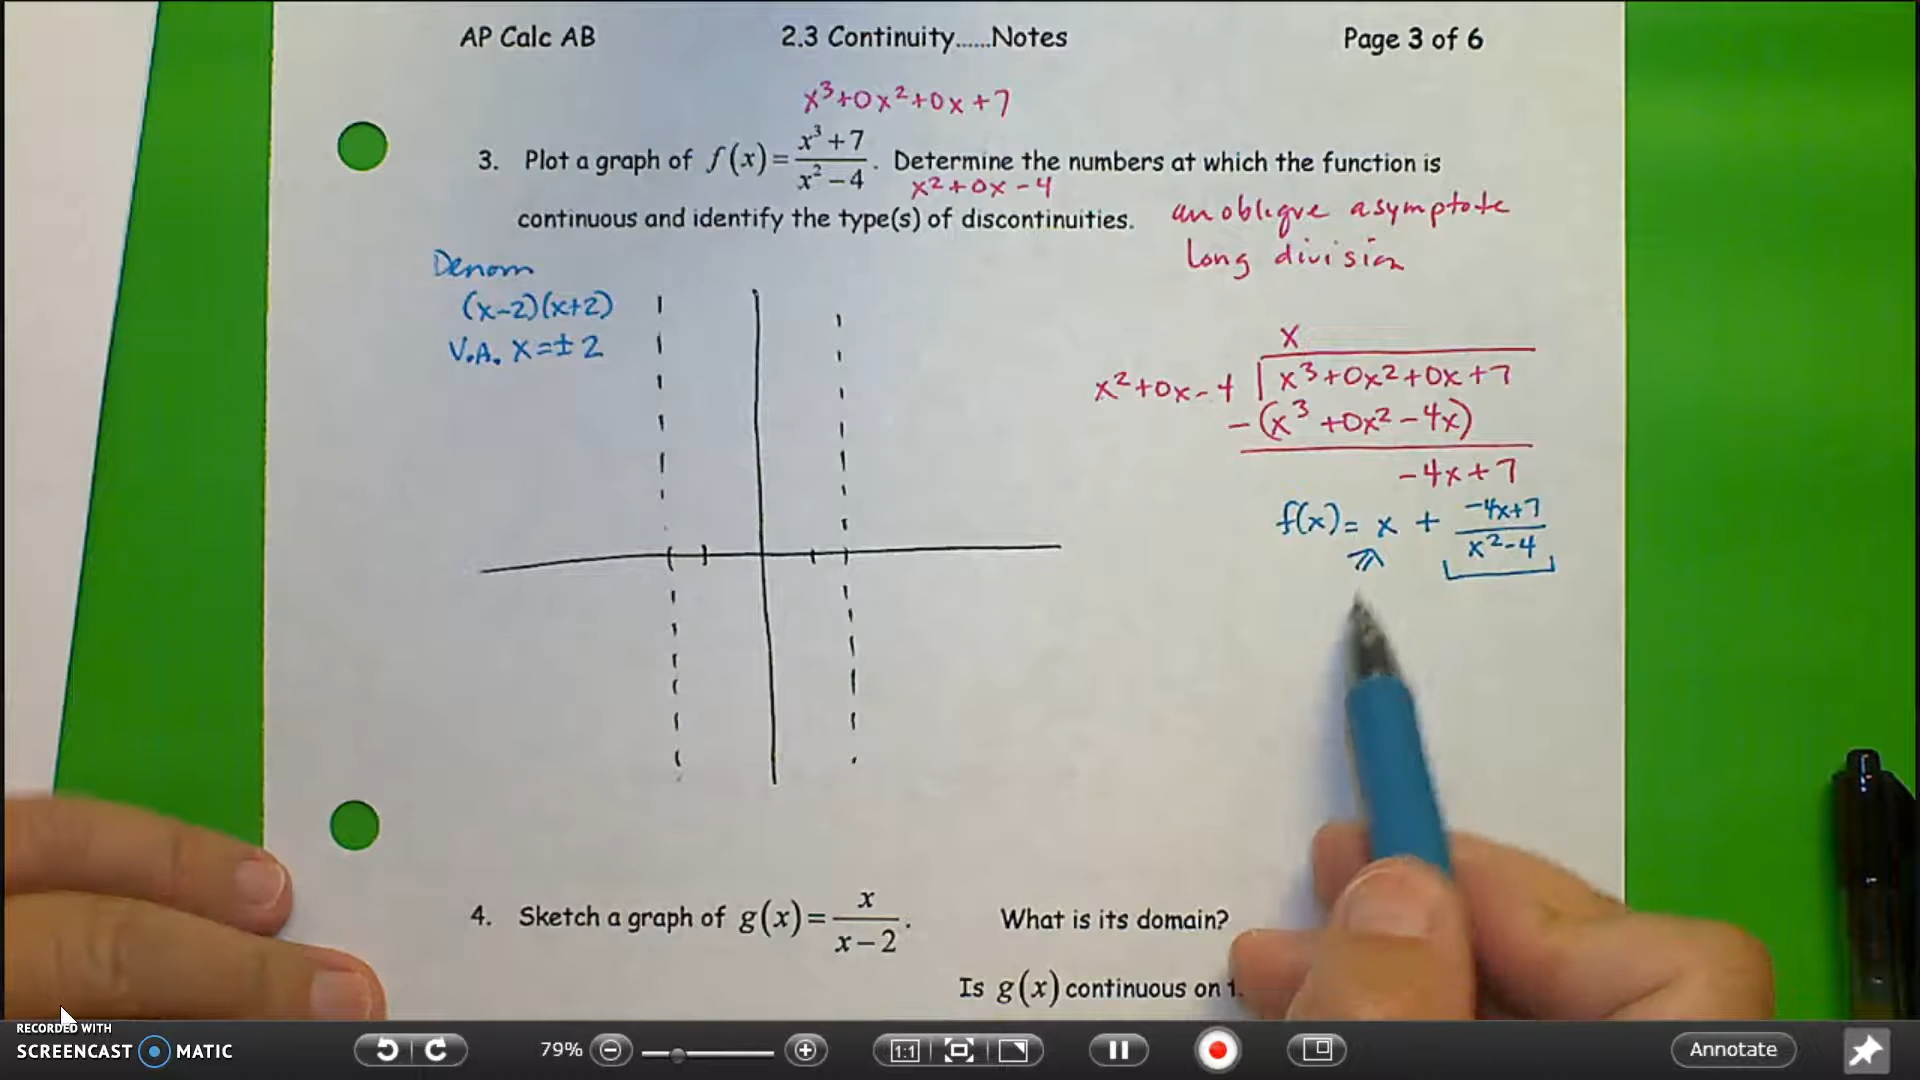 AP Calc AB 2.3 Continuity......Notes Page 3 of 6
x³+0x²+0x+7
3. Plot a graph of f(x)=(x³+7)/(x²−4). Determine the numbers at which the function is
x²+0x−4
continuous and identify the type(s) of discontinuities.
an oblique asymptote
long division
Denom
(x−2)(x+2)
V.A. x=±2
x
x²+0x−4 x³+0x²+0x+7
−(x³+0x²−4x)
−4x+7
f(x)= x + (−4x+7)/(x²−4)
4. Sketch a graph of g(x)=x/(x−2). What is its domain?
Is g(x) continuous on
RECORDED WITH
SCREENCAST MATIC
79%
1:1
Annotate